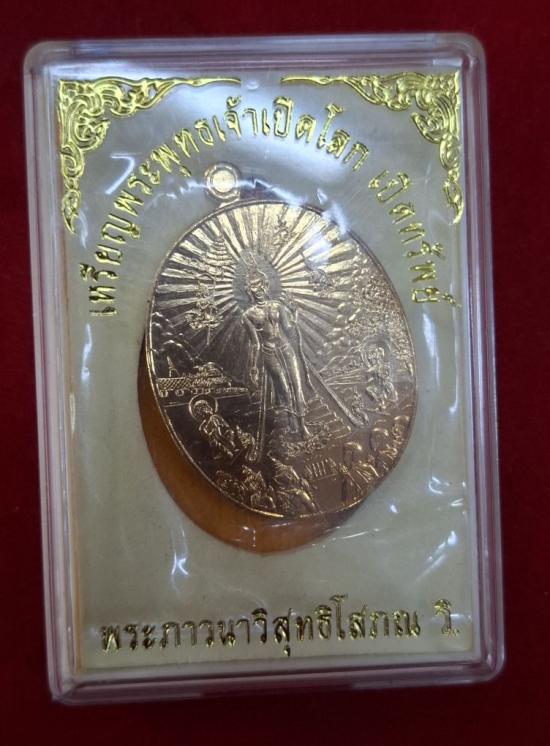 เหรียญพระพุทธเจ้าเปิดโลก เปิดทรัพย์
พระภาวนาวิสุทธิโสภณ วิ.